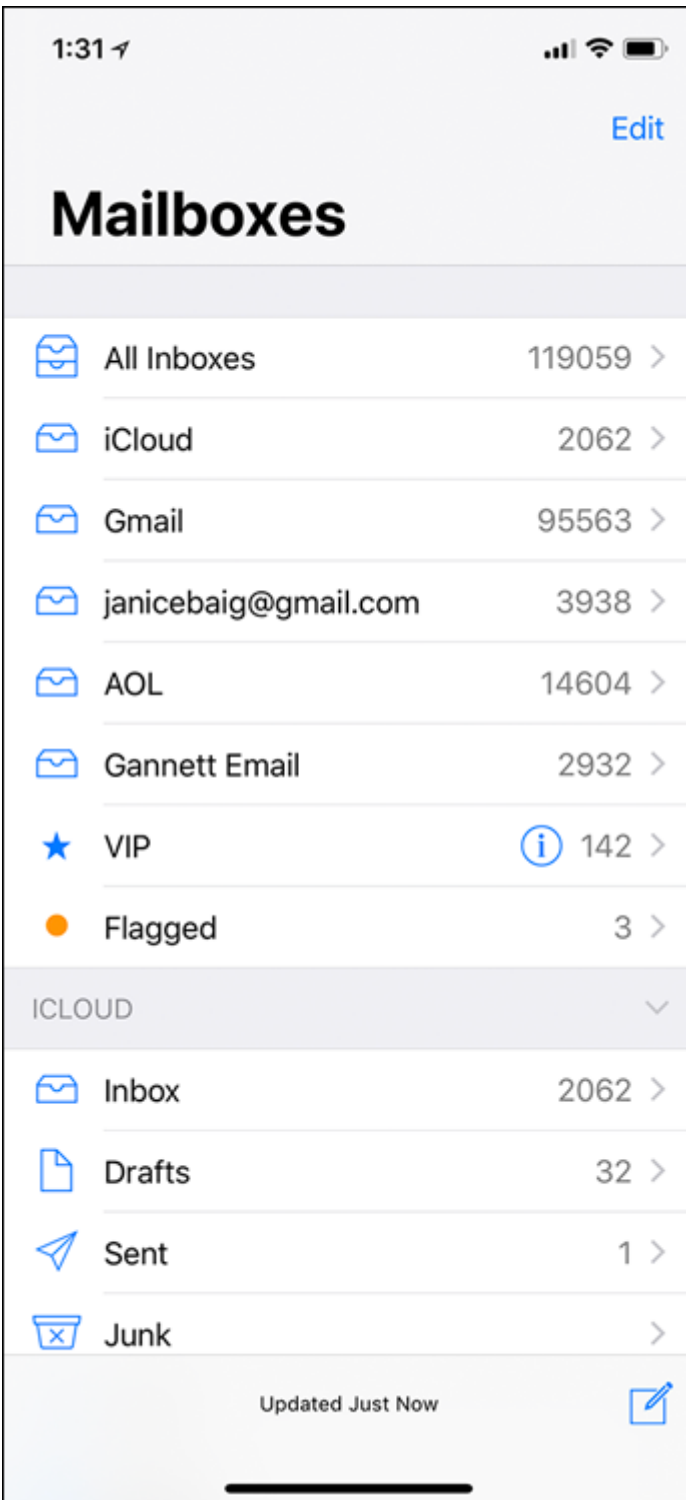 1:31
Edit
Mailboxes
All Inboxes 119059
iCloud 2062
Gmail 95563
janicebaig@gmail.com 3938
AOL 14604
Gannett Email 2932
VIP i 142
Flagged 3
ICLOUD
Inbox 2062
Drafts 32
Sent 1
Junk
Updated Just Now